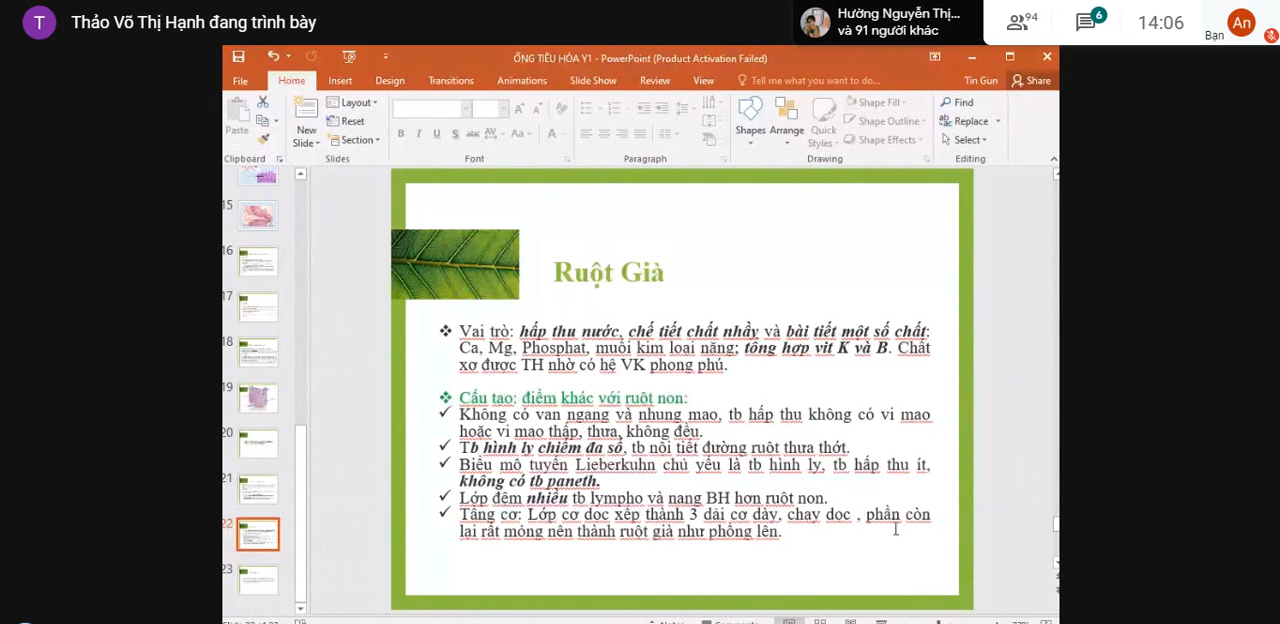 T
Thảo Võ Thị Hạnh đang trình bày
Hường Nguyễn Thị...
và 91 người khác
94
6
14:06
Bạn
An
ỐNG TIÊU HÓA Y1 - PowerPoint (Product Activation Failed)
File Home Insert Design Transitions Animations Slide Show Review View Tell me what you want to do... Tin Gun Share
Paste
New
Slide
Layout
Reset
Section
B I U S abc AV Aa A
Shapes
Arrange
Quick
Styles
Shape Fill
Shape Outline
Shape Effects
Find
Replace
Select
Clipboard Slides Font Paragraph Drawing Editing
15
16
17
18
19
20
21
22
23
Ruột Già
❖ Vai trò: hấp thu nước, chế tiết chất nhầy và bài tiết một số chất:
Ca, Mg, Phosphat, muối kim loại nặng; tổng hợp vit K và B. Chất
xơ được TH nhờ có hệ VK phong phú.
❖ Cấu tạo: điểm khác với ruột non:
✓ Không có van ngang và nhung mao, tb hấp thu không có vi mao
hoặc vi mao thấp, thưa, không đều.
✓ Tb hình ly chiếm đa số, tb nội tiết đường ruột thưa thớt.
✓ Biểu mô tuyến Lieberkuhn chủ yếu là tb hình ly, tb hấp thu ít,
không có tb paneth.
✓ Lớp đệm nhiều tb lympho và nang BH hơn ruột non.
✓ Tầng cơ: Lớp cơ dọc xếp thành 3 dải cơ dày, chạy dọc , phần còn
lại rất mỏng nên thành ruột già như phồng lên.